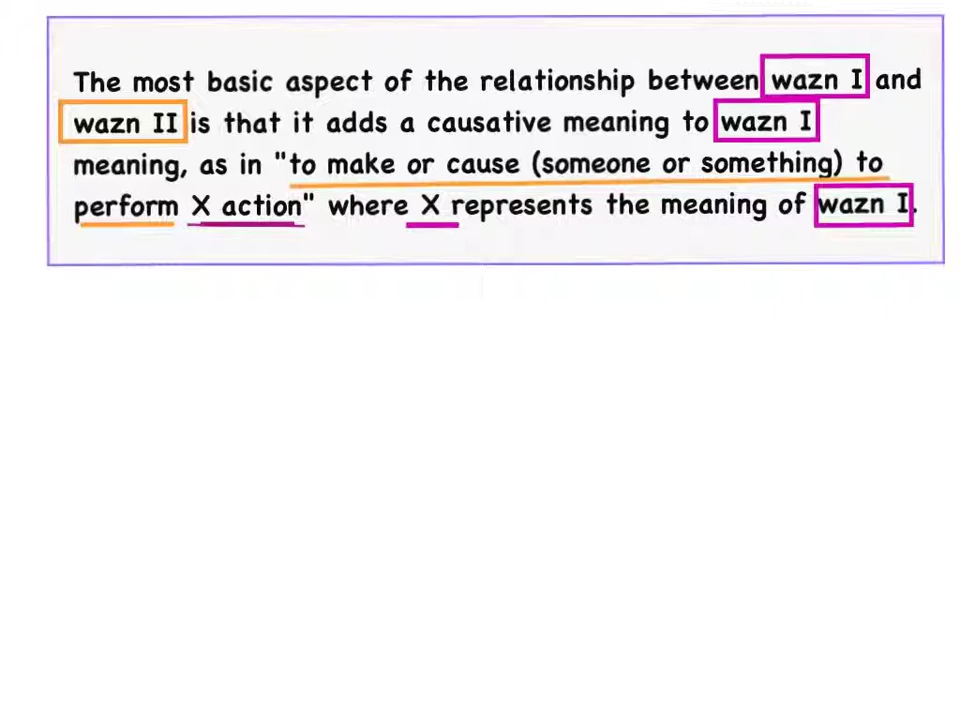 The most basic aspect of the relationship between wazn I and
wazn II is that it adds a causative meaning to wazn I
meaning, as in "to make or cause (someone or something) to
perform X action" where X represents the meaning of wazn I.